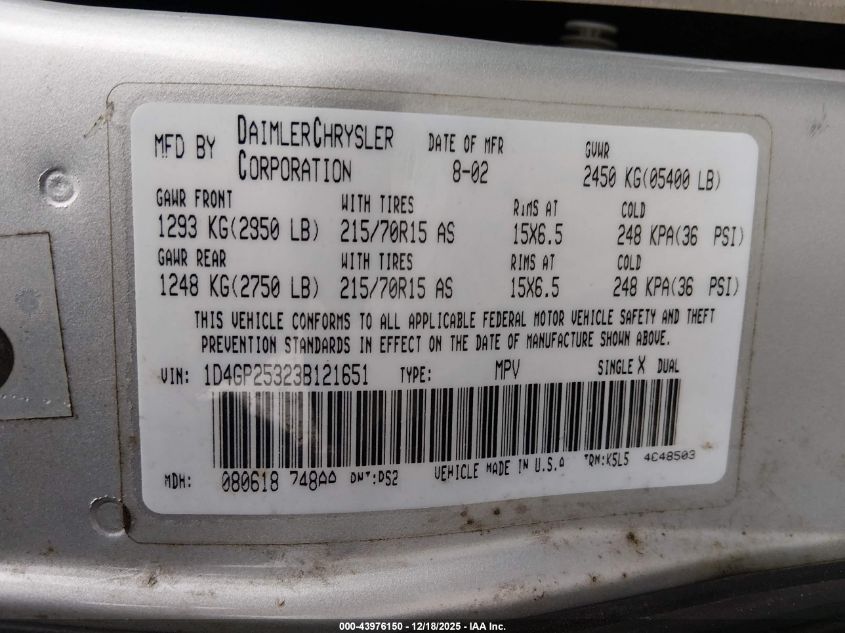 MFD BY DAIMLERCHRYSLER CORPORATION DATE OF MFR 8-02 GVWR 2450 KG(05400 LB)
GAWR FRONT WITH TIRES RIMS AT COLD
1293 KG(2950 LB) 215/70R15 AS 15X6.5 248 KPA(36 PSI)
GAWR REAR WITH TIRES RIMS AT COLD
1248 KG(2750 LB) 215/70R15 AS 15X6.5 248 KPA(36 PSI)
THIS VEHICLE CONFORMS TO ALL APPLICABLE FEDERAL MOTOR VEHICLE SAFETY AND THEFT
PREVENTION STANDARDS IN EFFECT ON THE DATE OF MANUFACTURE SHOWN ABOVE.
VIN: 1D4GP25323B121651 TYPE: MPV SINGLE X DUAL
MDH: 080618 748AA PNT:PS2 VEHICLE MADE IN U.S.A TRM:K5L5 4C48503
000-43976150 - 12/18/2025 - IAA Inc.